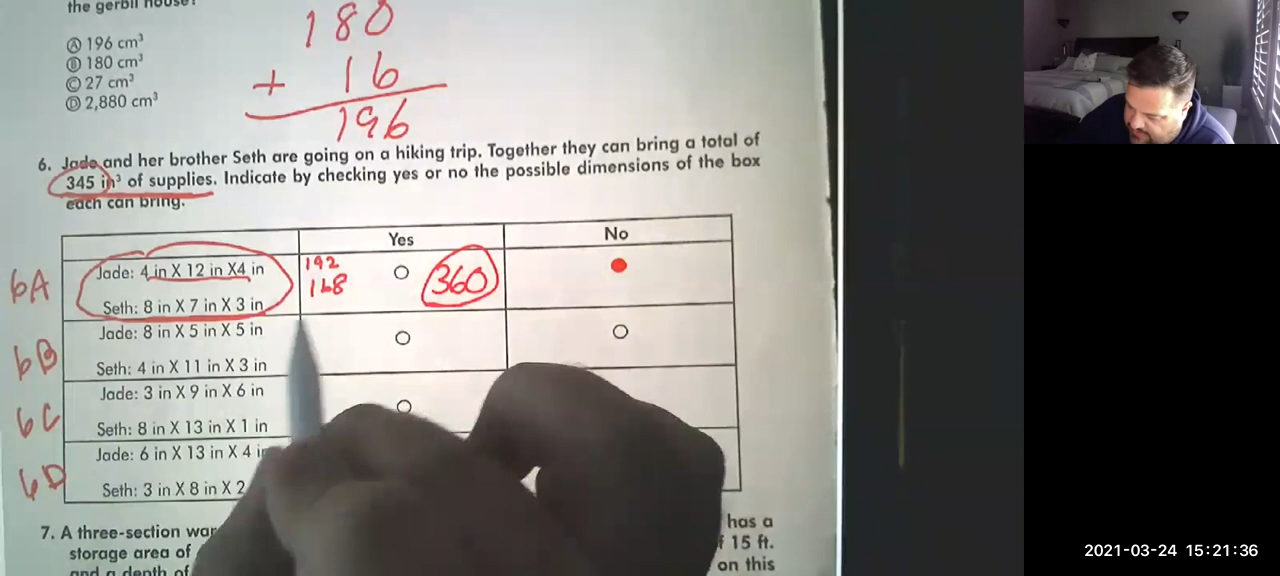 the gerbil house?
Ⓐ 196 cm³
Ⓑ 180 cm³
Ⓒ 27 cm³
Ⓓ 2,880 cm³
180
+ 16
196
6. Jade and her brother Seth are going on a hiking trip. Together they can bring a total of
345 in³ of supplies. Indicate by checking yes or no the possible dimensions of the box
each can bring.
Yes No
6A
Jade: 4 in X 12 in X4 in
Seth: 8 in X 7 in X 3 in
192
168
360
6B
Jade: 8 in X 5 in X 5 in
Seth: 4 in X 11 in X 3 in
6C
Jade: 3 in X 9 in X 6 in
Seth: 8 in X 13 in X 1 in
6D
Jade: 6 in X 13 in X 4 in
Seth: 3 in X 8 in X 2
7. A three-section has a
storage area of 15 ft.
and a depth of on this
2021-03-24 15:21:36